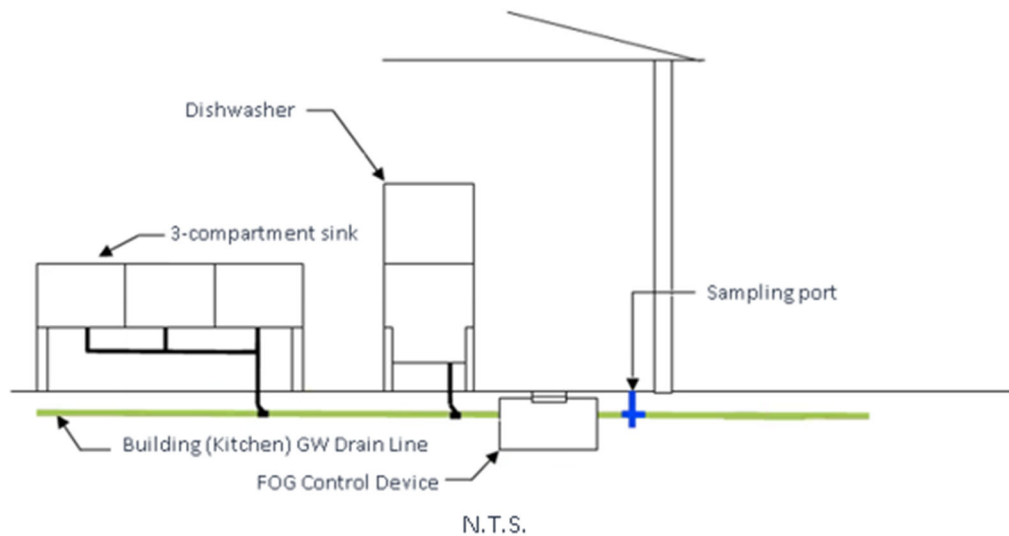 Dishwasher
3-compartment sink
Sampling port
Building (Kitchen) GW Drain Line
FOG Control Device
N.T.S.